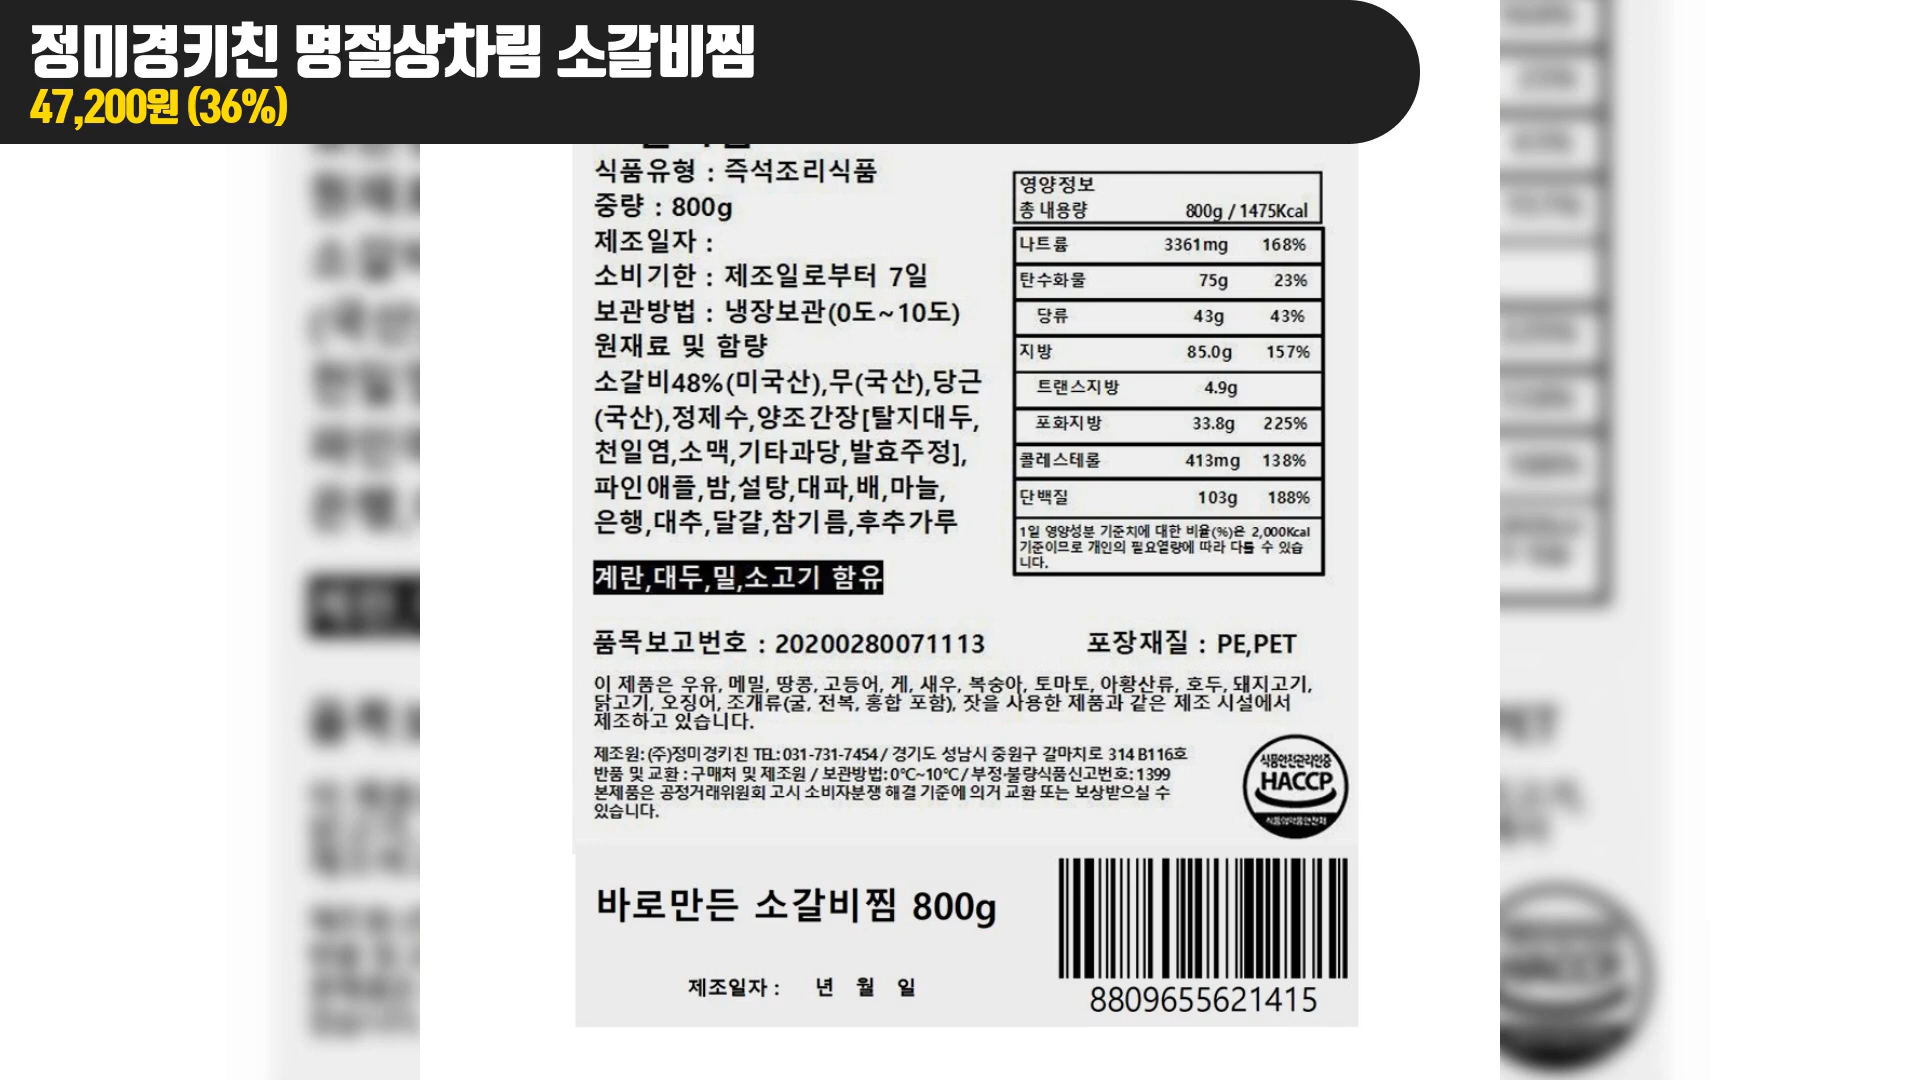 정미경키친 명절상차림 소갈비찜
47,200원 (36%)
식품유형 : 즉석조리식품
중량 : 800g
제조일자 :
소비기한 : 제조일로부터 7일
보관방법 : 냉장보관(0도~10도)
원재료 및 함량
소갈비48%(미국산),무(국산),당근
(국산),정제수,양조간장[탈지대두,
천일염,소맥,기타과당,발효주정],
파인애플,밤,설탕,대파,배,마늘,
은행,대추,달걀,참기름,후추가루
계란,대두,밀,소고기 함유
영양정보
총 내용량 800g / 1475Kcal
나트륨 3361mg 168%
탄수화물 75g 23%
당류 43g 43%
지방 85.0g 157%
트랜스지방 4.9g
포화지방 33.8g 225%
콜레스테롤 413mg 138%
단백질 103g 188%
1일 영양성분 기준치에 대한 비율(%)은 2,000Kcal
기준이므로 개인의 필요열량에 따라 다를 수 있습
니다.
품목보고번호 : 20200280071113 포장재질 : PE,PET
이 제품은 우유, 메밀, 땅콩, 고등어, 게, 새우, 복숭아, 토마토, 아황산류, 호두, 돼지고기,
닭고기, 오징어, 조개류(굴, 전복, 홍합 포함), 잣을 사용한 제품과 같은 제조 시설에서
제조하고 있습니다.
제조원: (주)정미경키친 TEL: 031-731-7454 / 경기도 성남시 중원구 갈마치로 314 B116호
반품 및 교환 : 구매처 및 제조원 / 보관방법: 0℃~10℃ / 부정·불량식품신고번호: 1399
본제품은 공정거래위원회 고시 소비자분쟁 해결 기준에 의거 교환 또는 보상받으실 수
있습니다.
식품안전관리인증
HACCP
식품의약품안전처
바로만든 소갈비찜 800g
제조일자 : 년 월 일
8809655621415